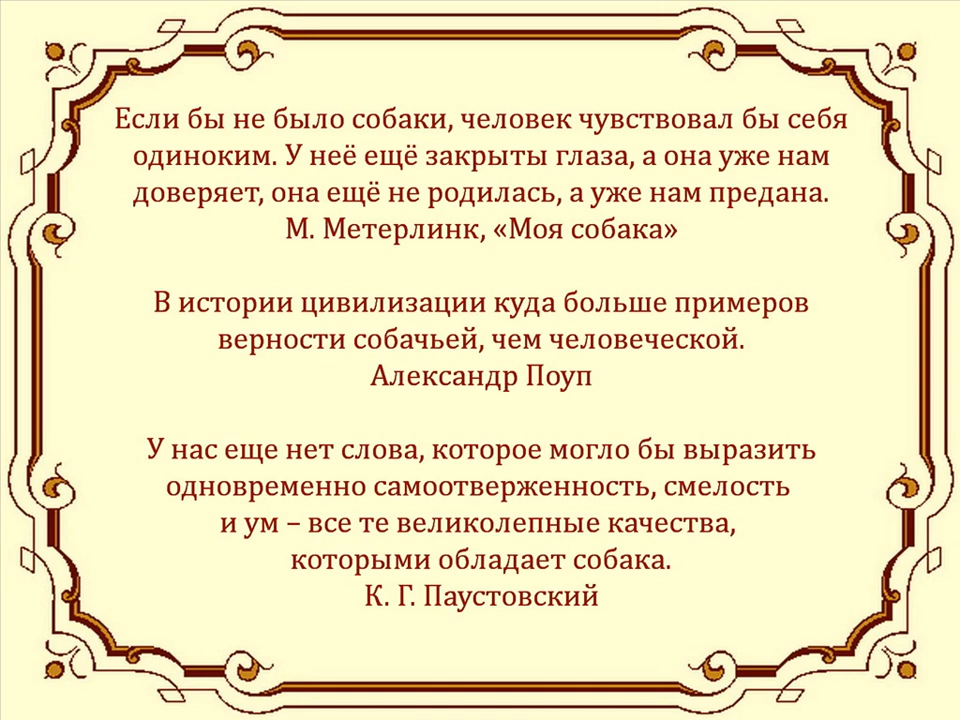 Если бы не было собаки, человек чувствовал бы себя
одиноким. У неё ещё закрыты глаза, а она уже нам
доверяет, она ещё не родилась, а уже нам предана.
М. Метерлинк, «Моя собака»
В истории цивилизации куда больше примеров
верности собачьей, чем человеческой.
Александр Поуп
У нас еще нет слова, которое могло бы выразить
одновременно самоотверженность, смелость
и ум – все те великолепные качества,
которыми обладает собака.
К. Г. Паустовский